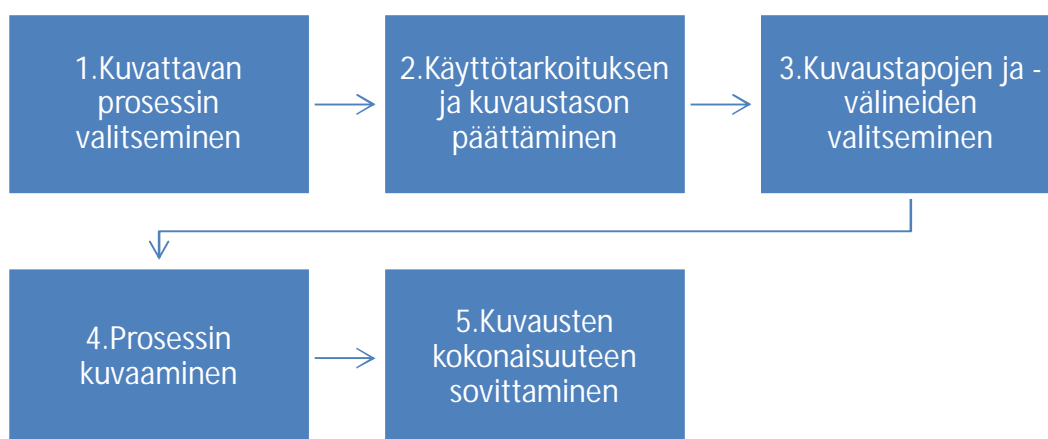 1.Kuvattavan
prosessin
valitseminen
2.Käyttötarkoituksen
ja kuvaustason
päättäminen
3.Kuvaustapojen ja -
välineiden
valitseminen
4.Prosessin
kuvaaminen
5.Kuvausten
kokonaisuuteen
sovittaminen